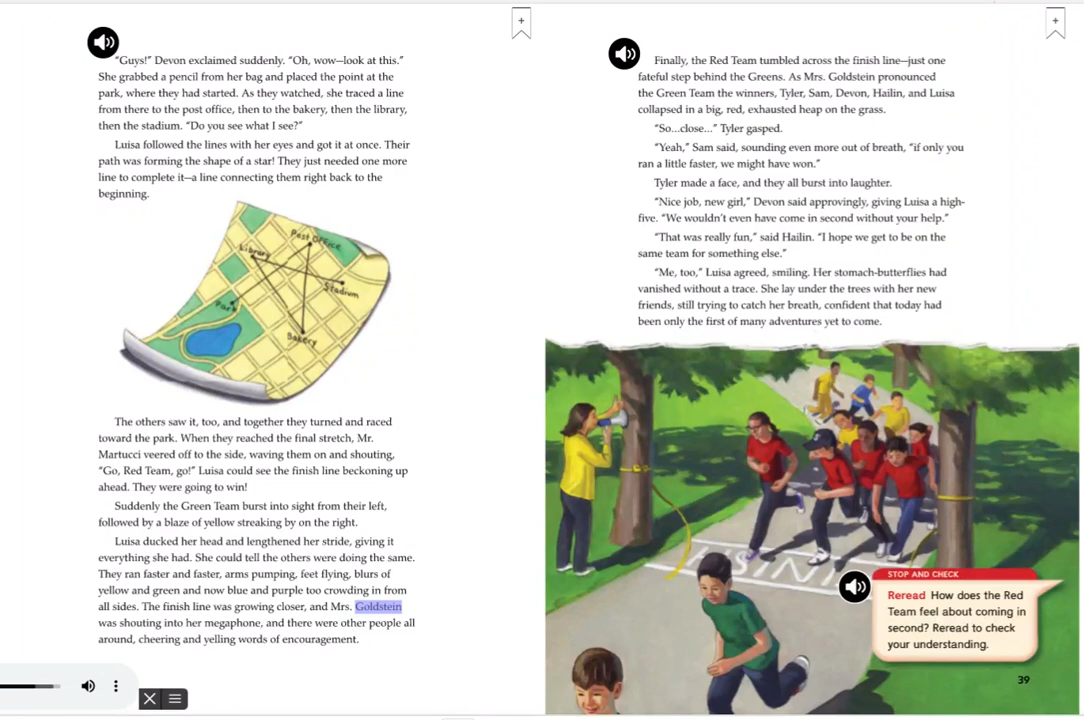 "Guys!" Devon exclaimed suddenly. "Oh, wow—look at this."
She grabbed a pencil from her bag and placed the point at the
park, where they had started. As they watched, she traced a line
from there to the post office, then to the bakery, then the library,
then the stadium. "Do you see what I see?"
Luisa followed the lines with her eyes and got it at once. Their
path was forming the shape of a star! They just needed one more
line to complete it—a line connecting them right back to the
beginning.
Post Office
Library
Stadium
Park
Bakery
The others saw it, too, and together they turned and raced
toward the park. When they reached the final stretch, Mr.
Martucci veered off to the side, waving them on and shouting,
"Go, Red Team, go!" Luisa could see the finish line beckoning up
ahead. They were going to win!
Suddenly the Green Team burst into sight from their left,
followed by a blaze of yellow streaking by on the right.
Luisa ducked her head and lengthened her stride, giving it
everything she had. She could tell the others were doing the same.
They ran faster and faster, arms pumping, feet flying, blurs of
yellow and green and now blue and purple too crowding in from
all sides. The finish line was growing closer, and Mrs. Goldstein
was shouting into her megaphone, and there were other people all
around, cheering and yelling words of encouragement.
Finally, the Red Team tumbled across the finish line—just one
fateful step behind the Greens. As Mrs. Goldstein pronounced
the Green Team the winners, Tyler, Sam, Devon, Hailin, and Luisa
collapsed in a big, red, exhausted heap on the grass.
"So...close..." Tyler gasped.
"Yeah," Sam said, sounding even more out of breath, "if only you
ran a little faster, we might have won."
Tyler made a face, and they all burst into laughter.
"Nice job, new girl," Devon said approvingly, giving Luisa a high-
five. "We wouldn't even have come in second without your help."
"That was really fun," said Hailin. "I hope we get to be on the
same team for something else."
"Me, too," Luisa agreed, smiling. Her stomach-butterflies had
vanished without a trace. She lay under the trees with her new
friends, still trying to catch her breath, confident that today had
been only the first of many adventures yet to come.
FINISH
STOP AND CHECK
Reread How does the Red
Team feel about coming in
second? Reread to check
your understanding.
39